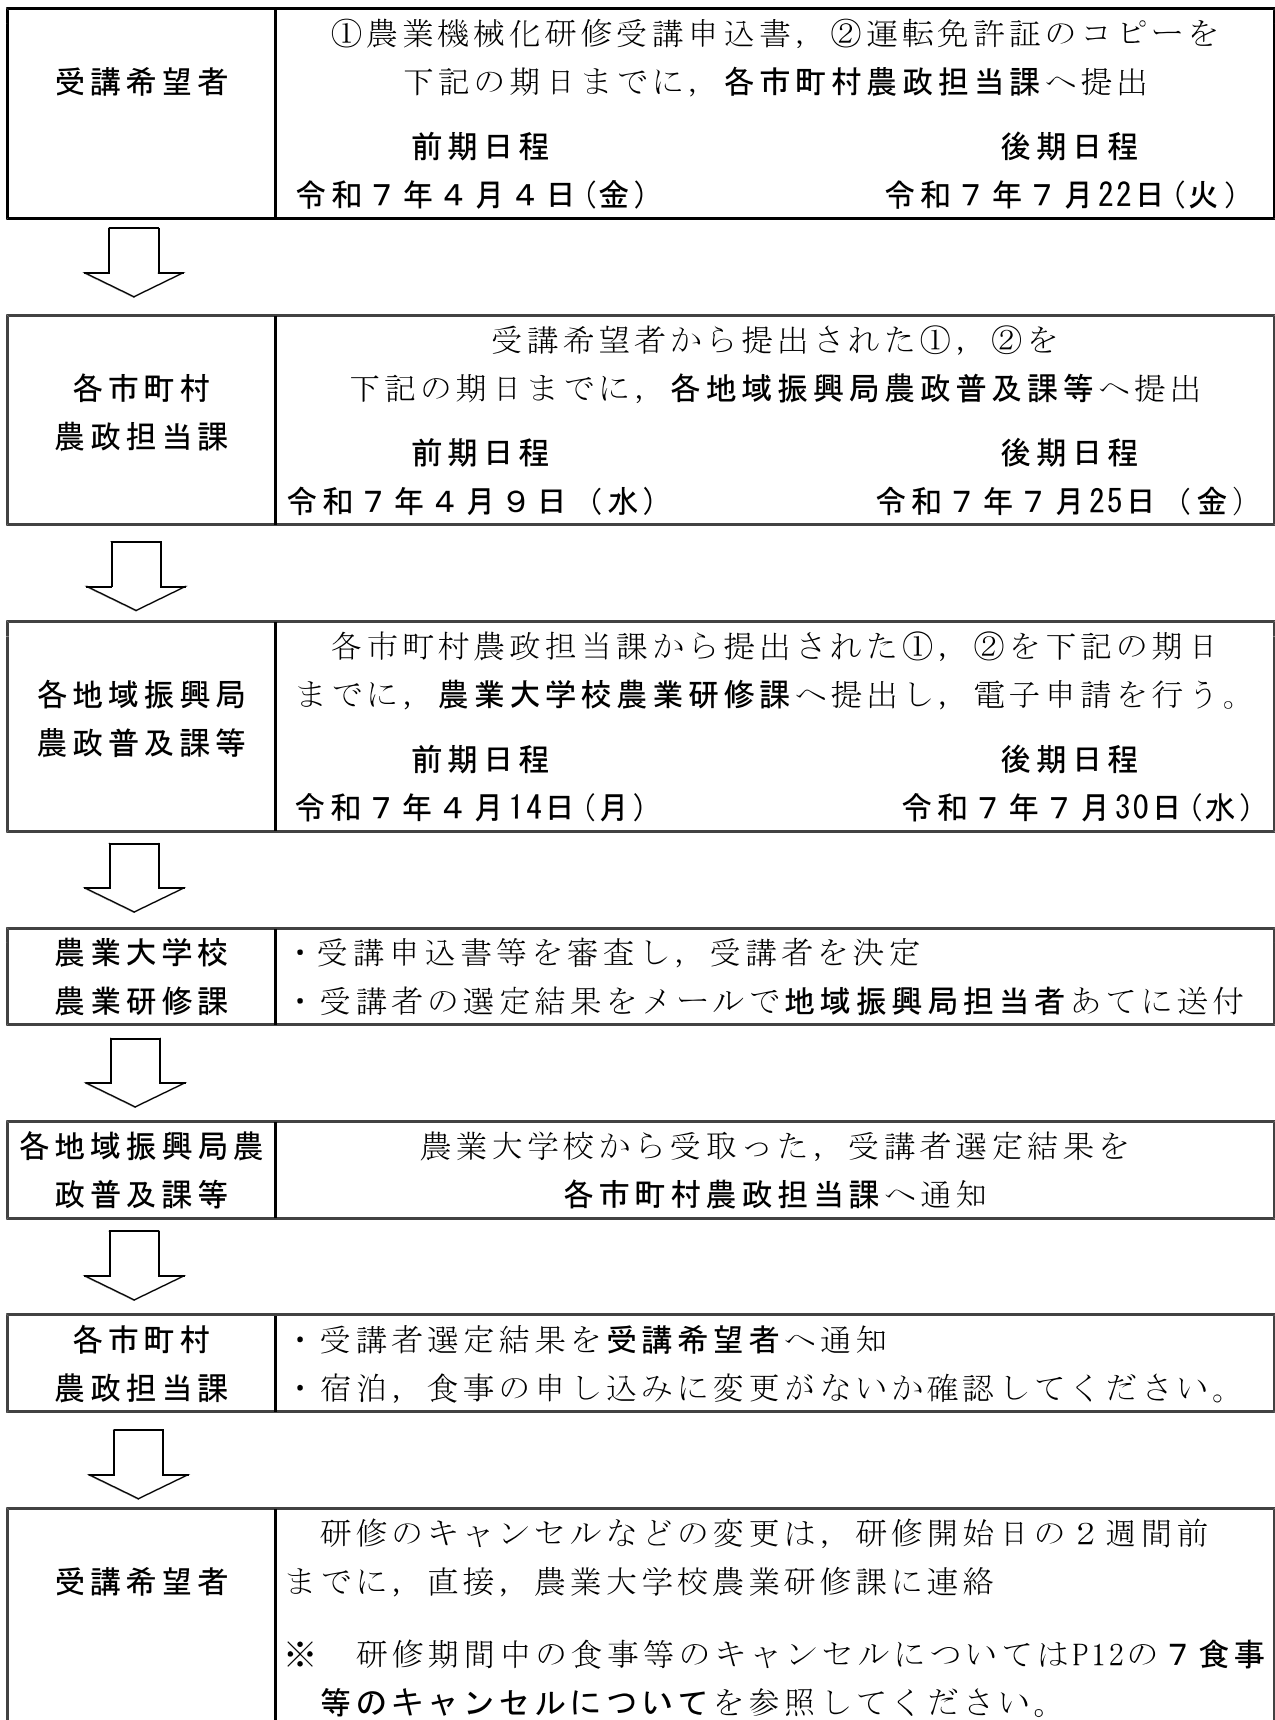 受講希望者
①農業機械化研修受講申込書，②運転免許証のコピーを
下記の期日までに，各市町村農政担当課へ提出
前期日程 後期日程
令和７年４月４日(金) 令和７年７月22日(火)
各市町村
農政担当課
受講希望者から提出された①，②を
下記の期日までに，各地域振興局農政普及課等へ提出
前期日程 後期日程
令和７年４月９日（水） 令和７年７月25日（金）
各地域振興局
農政普及課等
各市町村農政担当課から提出された①，②を下記の期日
までに，農業大学校農業研修課へ提出し，電子申請を行う。
前期日程 後期日程
令和７年４月14日(月) 令和７年７月30日(水)
農業大学校
農業研修課
・受講申込書等を審査し，受講者を決定
・受講者の選定結果をメールで地域振興局担当者あてに送付
各地域振興局農
政普及課等
農業大学校から受取った，受講者選定結果を
各市町村農政担当課へ通知
各市町村
農政担当課
・受講者選定結果を受講希望者へ通知
・宿泊，食事の申し込みに変更がないか確認してください。
受講希望者
研修のキャンセルなどの変更は，研修開始日の２週間前
までに，直接，農業大学校農業研修課に連絡
※　研修期間中の食事等のキャンセルについてはP12の７食事
等のキャンセルについてを参照してください。